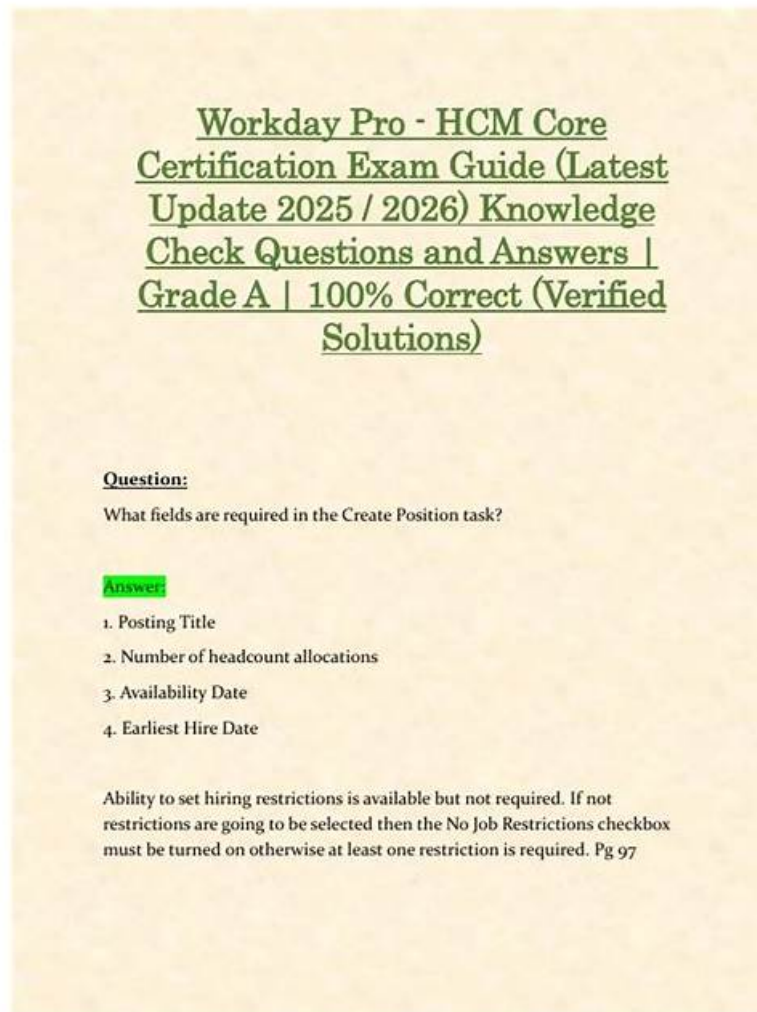 Workday Pro - HCM Core
Certification Exam Guide (Latest
Update 2025 / 2026) Knowledge
Check Questions and Answers |
Grade A | 100% Correct (Verified
Solutions)
Question:
What fields are required in the Create Position task?
Answer:
1. Posting Title
2. Number of headcount allocations
3. Availability Date
4. Earliest Hire Date
Ability to set hiring restrictions is available but not required. If not
restrictions are going to be selected then the No Job Restrictions checkbox
must be turned on otherwise at least one restriction is required. Pg 97